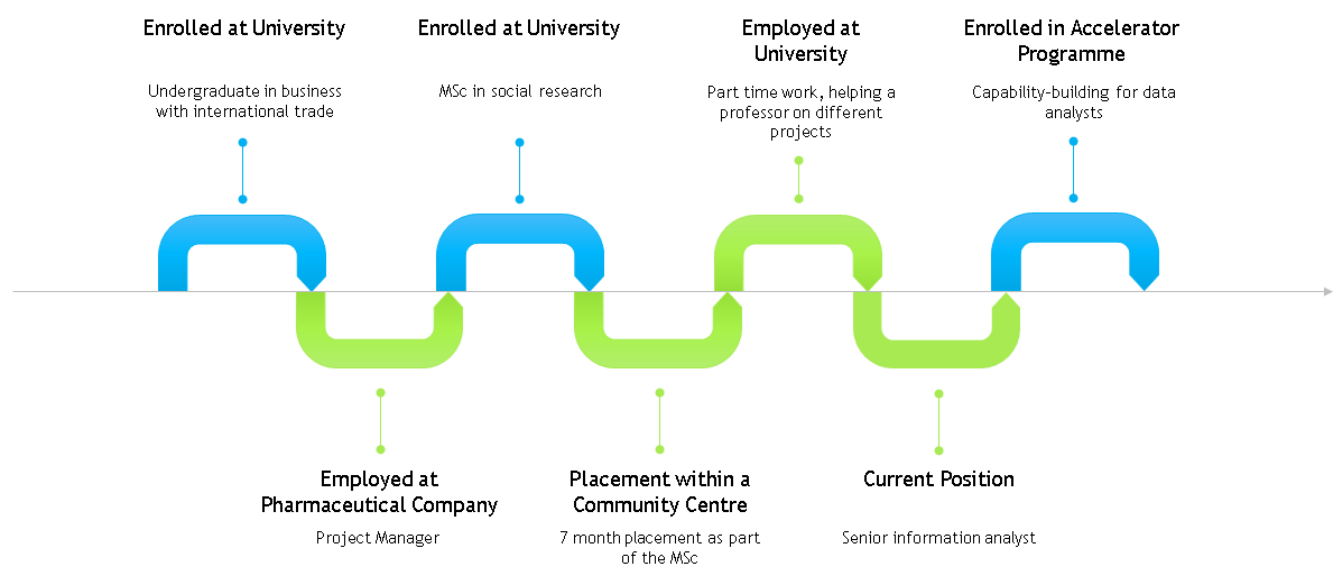 Enrolled at University
Undergraduate in business
with international trade
Employed at
Pharmaceutical Company
Project Manager
Enrolled at University
MSc in social research
Placement within a
Community Centre
7 month placement as part
of the MSc
Employed at
University
Part time work, helping a
professor on different
projects
Current Position
Senior information analyst
Enrolled in Accelerator
Programme
Capability-building for data
analysts